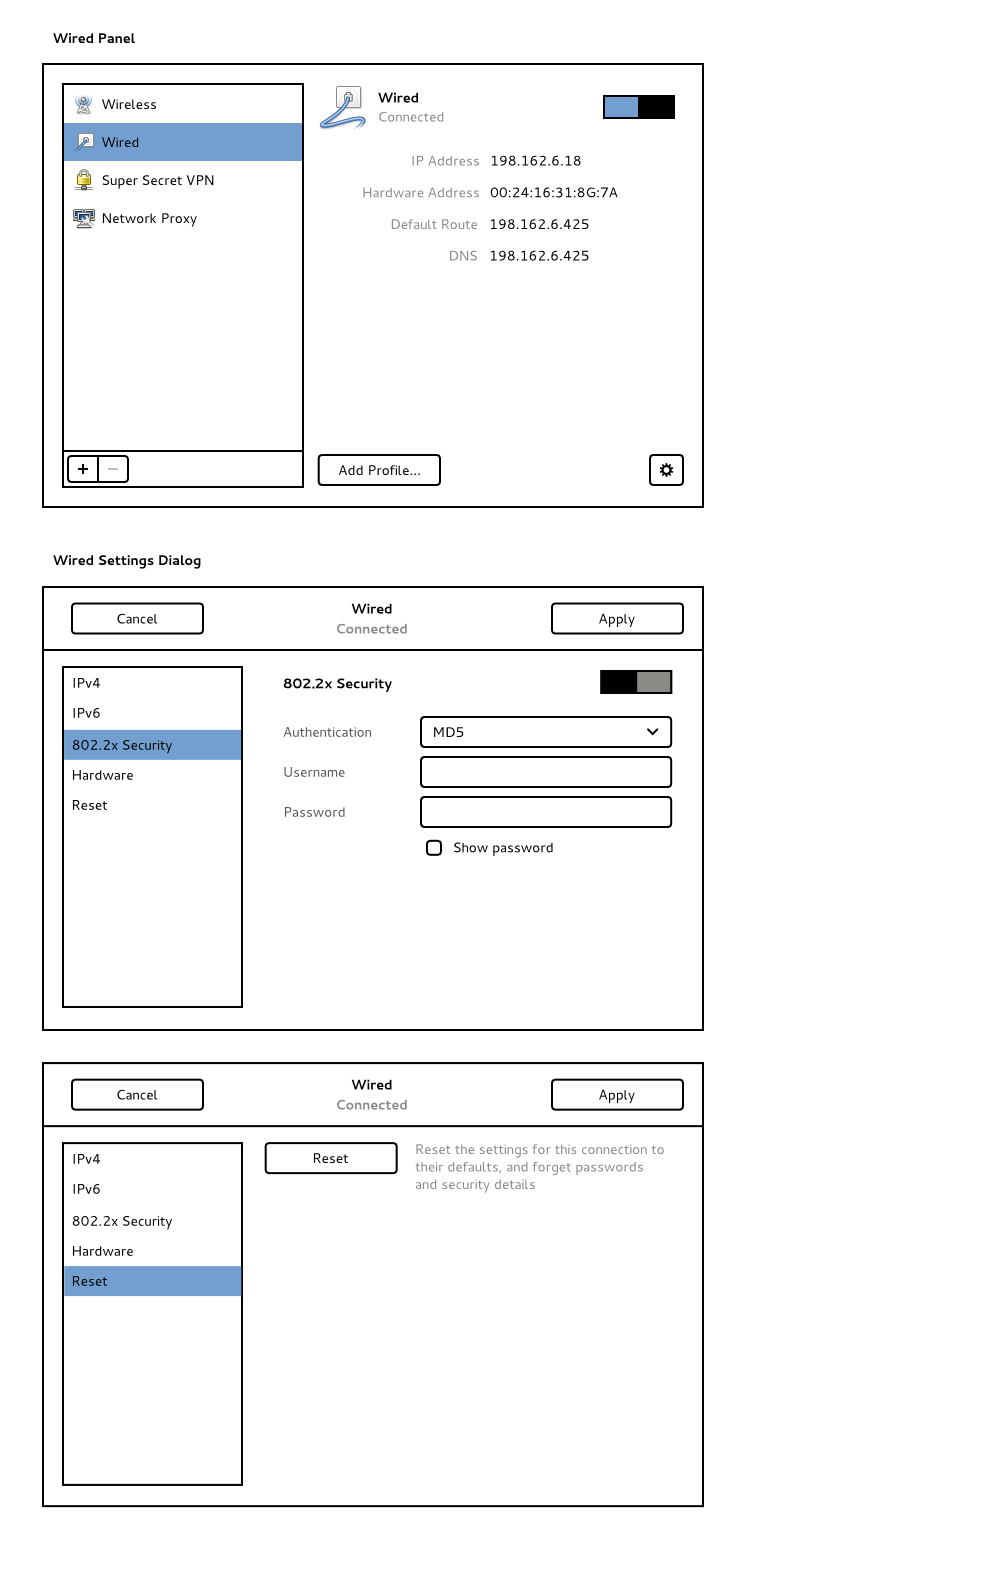 Wired Panel
Wireless
Wired
Super Secret VPN
Network Proxy
Wired
Connected
IP Address 198.162.6.18
Hardware Address 00:24:16:31:8G:7A
Default Route 198.162.6.425
DNS 198.162.6.425
Add Profile...
Wired Settings Dialog
Cancel
Wired
Connected
Apply
IPv4
IPv6
802.2x Security
Hardware
Reset
802.2x Security
Authentication MD5
Username
Password
Show password
Cancel
Wired
Connected
Apply
IPv4
IPv6
802.2x Security
Hardware
Reset
Reset
Reset the settings for this connection to
their defaults, and forget passwords
and security details